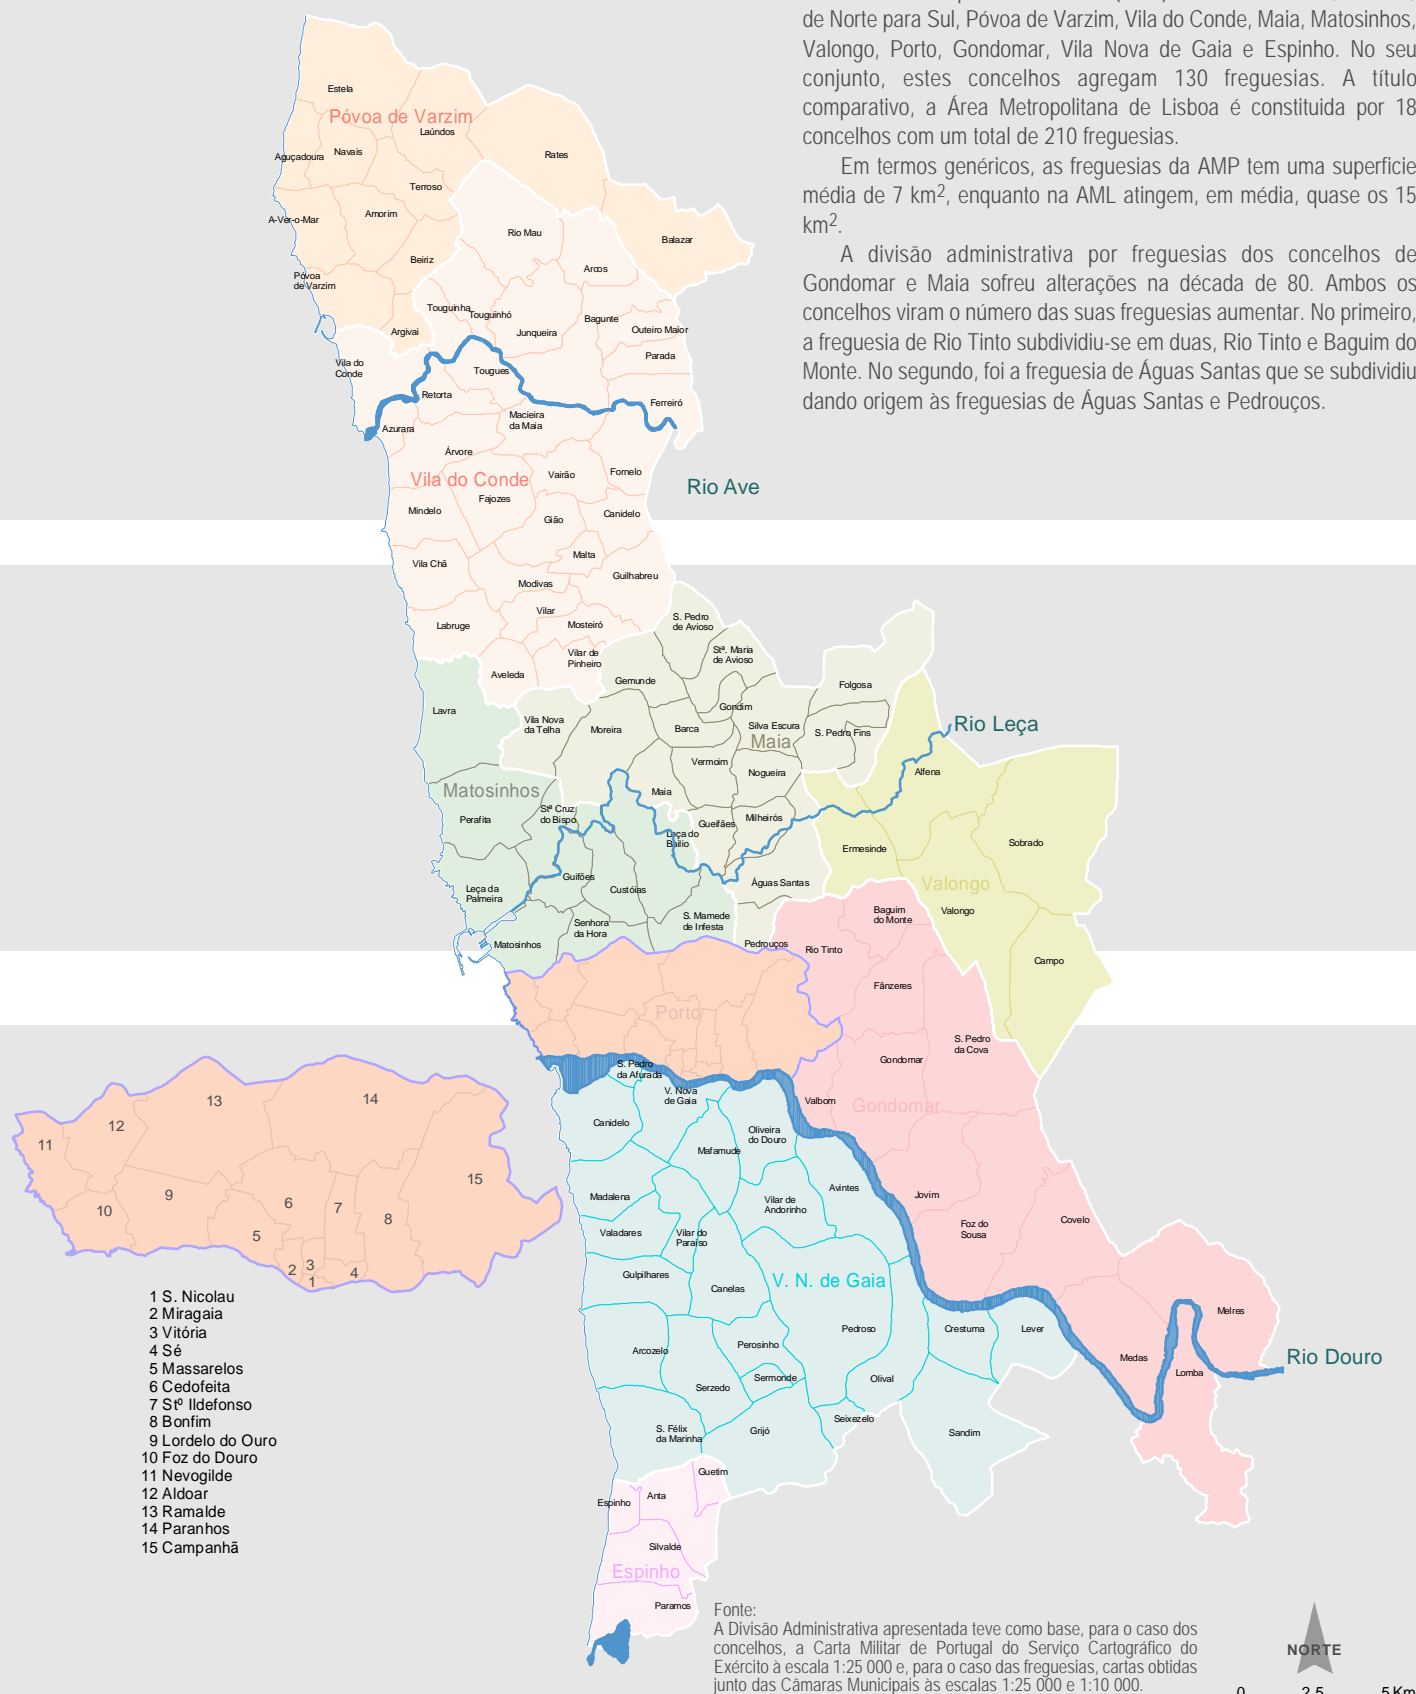 de Norte para Sul, Póvoa de Varzim, Vila do Conde, Maia, Matosinhos,
Valongo, Porto, Gondomar, Vila Nova de Gaia e Espinho. No seu
conjunto, estes concelhos agregam 130 freguesias. A título
comparativo, a Área Metropolitana de Lisboa é constituida por 18
concelhos com um total de 210 freguesias.
Em termos genéricos, as freguesias da AMP tem uma superficie
média de 7 km², enquanto na AML atingem, em média, quase os 15
km².
A divisão administrativa por freguesias dos concelhos de
Gondomar e Maia sofreu alterações na década de 80. Ambos os
concelhos viram o número das suas freguesias aumentar. No primeiro,
a freguesia de Rio Tinto subdividiu-se em duas, Rio Tinto e Baguim do
Monte. No segundo, foi a freguesia de Águas Santas que se subdividiu
dando origem às freguesias de Águas Santas e Pedrouços.
Estela
Póvoa de Varzim
Laúndos
Aguçadoura
Navais
Rates
Terroso
A-Ver-o-Mar
Amorim
Rio Mau
Balazar
Beiriz
Arcos
Póvoa
de Varzim
Touguinha
Touguinhó
Junqueira
Bagunte
Outeiro Maior
Argivai
Parada
Vila do
Conde
Tougues
Retorta
Ferreiró
Macieira
da Maia
Azurara
Árvore
Vila do Conde
Vairão
Fornelo
Rio Ave
Fajozes
Mindelo
Gião
Canidelo
Malta
Vila Chã
Modivas
Guilhabreu
Vilar
Labruge
Mosteiró
S. Pedro
de Avioso
Vilar de
Pinheiro
Stª. Maria
de Avioso
Aveleda
Gemunde
Folgosa
Lavra
Gondim
Vila Nova
da Telha
Moreira
Barca
Silva Escura
S. Pedro Fins
Rio Leça
Maia
Vermoim
Nogueira
Alfena
Matosinhos
Maia
Stª Cruz
do Bispo
Perafita
Gueifães
Milheirós
Leça do
Bailio
Ermesinde
Sobrado
Guifões
Custóias
Águas Santas
Valongo
Leça da
Palmeira
Valongo
Baguim
do Monte
Senhora
da Hora
S. Mamede
de Infesta
Matosinhos
Pedrouços
Rio Tinto
Campo
Fânzeres
Porto
S. Pedro
da Cova
Gondomar
S. Pedro
da Afurada
V. Nova
de Gaia
Valbom
Gondomar
Canidelo
Oliveira
do Douro
Mafamude
Madalena
Vilar de
Andorinho
Avintes
Jovim
Valadares
Vilar do
Paraíso
Foz do
Sousa
Covelo
Gulpilhares
Canelas
V. N. de Gaia
Pedroso
Crestuma
Lever
Melres
Arcozelo
Perosinho
Medas
Rio Douro
Lomba
Serzedo
Sermonde
Olival
Seixezelo
S. Félix
da Marinha
Grijó
Sandim
Guetim
Espinho
Anta
Silvalde
Espinho
Paramos
11
12
13
14
15
10
9
6
7
8
5
2
3
1
4
1 S. Nicolau
2 Miragaia
3 Vitória
4 Sé
5 Massarelos
6 Cedofeita
7 Stº Ildefonso
8 Bonfim
9 Lordelo do Ouro
10 Foz do Douro
11 Nevogilde
12 Aldoar
13 Ramalde
14 Paranhos
15 Campanhã
Fonte:
A Divisão Administrativa apresentada teve como base, para o caso dos
concelhos, a Carta Militar de Portugal do Serviço Cartográfico do
Exército à escala 1:25 000 e, para o caso das freguesias, cartas obtidas
junto das Câmaras Municipais às escalas 1:25 000 e 1:10 000.
NORTE
0 2.5 5 Km